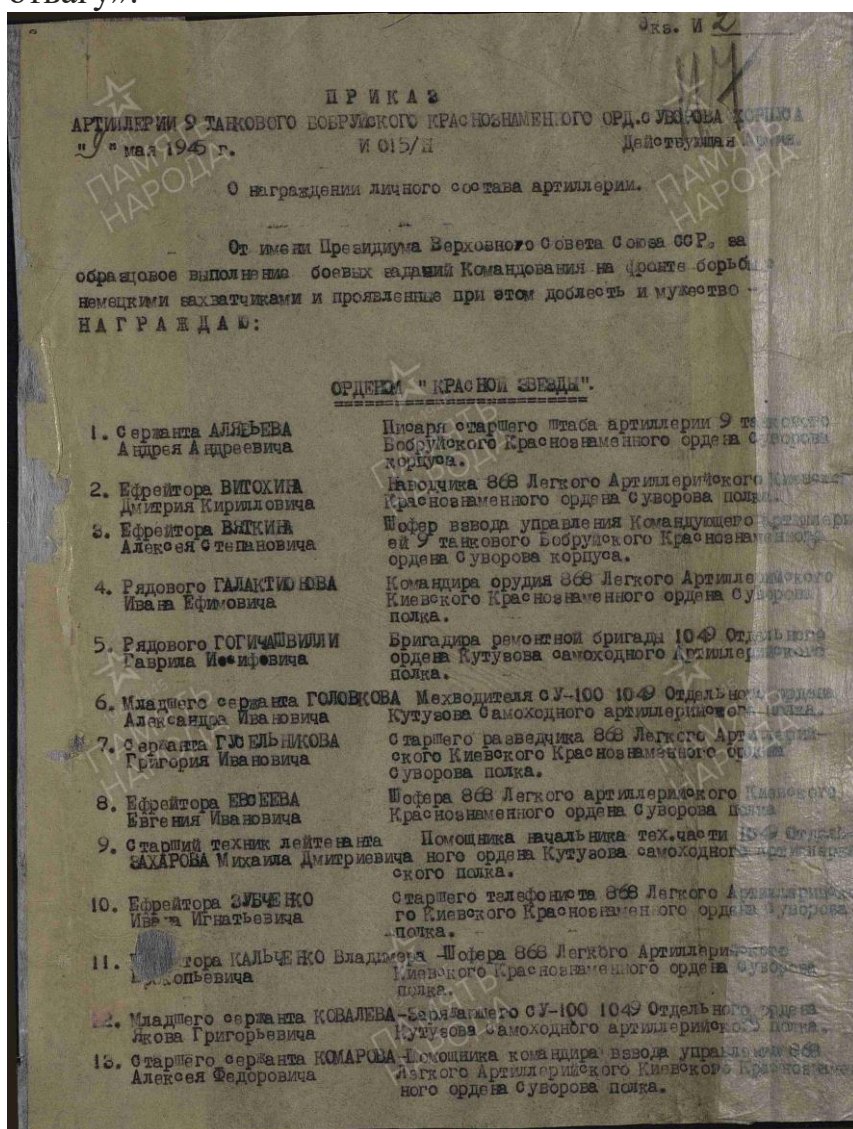 отвагу».
Экз. № 2
47
ПРИКАЗ
АРТИЛЛЕРИИ 9 ТАНКОВОГО БОБРУЙСКОГО КРАСНОЗНАМЕННОГО ОРД.СУВОРОВА КОРПУСА
"9" мая 1945 г. № 015/Н Действующая Армия.
О награждении личного состава артиллерии.
От имени Президиума Верховного Совета Союза ССР, за
образцовое выполнение боевых заданий Командования на фронте борьбы с
немецкими захватчиками и проявленные при этом доблесть и мужество -
НАГРАЖДАЮ:
ОРДЕНОМ "КРАСНОЙ ЗВЕЗДЫ".
1. Сержанта АЛЯБЬЕВА Писаря старшего штаба артиллерии 9 танкового
Андрея Андреевича Бобруйского Краснознаменного ордена Суворова
корпуса.
2. Ефрейтора ВИТОХИНА Наводчика 868 Легкого Артиллерийского Киевского
Дмитрия Кирилловича Краснознаменного ордена Суворова полка.
3. Ефрейтора ВЯТКИНА Шофер взвода управления Командующего артиллери
Алексея Степановича ей 9 танкового Бобруйского Краснознаменного
ордена Суворова корпуса.
4. Рядового ГАЛАКТИОНОВА Командира орудия 868 Легкого Артиллерийского
Ивана Ефимовича Киевского Краснознаменного ордена Суворова
полка.
5. Рядового ГОГИЧАШВИЛЛИ Бригадира ремонтной бригады 1049 Отдельного
Гаврила Иосифовича ордена Кутузова самоходного Артиллерийского
полка.
6. Младшего сержанта ГОЛОВКОВА Мехводителя СУ-100 1049 Отдельного ордена
Александра Ивановича Кутузова Самоходного артиллерийского полка.
7. Сержанта ГУСЕЛЬНИКОВА Старшего разведчика 868 Легкого Артиллерий-
Григория Ивановича ского Киевского Краснознаменного ордена
Суворова полка.
8. Ефрейтора ЕВСЕЕВА Шофера 868 Легкого артиллерийского Киевского
Евгения Ивановича Краснознаменного ордена Суворова полка
9. Старший техник лейтенанта Помощника начальника тех.части 1049 Отдель-
ЗАХАРОВА Михаила Дмитриевича ного ордена Кутузова самоходного артиллерий
ского полка.
10. Ефрейтора ЗУБЧЕНКО Старшего телефониста 868 Легкого Артиллерийско
Ивана Игнатьевича го Киевского Краснознаменного ордена Суворова
полка.
11. КАЛЬЧЕНКО Владимера -Шофера 868 Легкого Артиллерийского
Прокопьевича Киевского Краснознаменного ордена Суворова
полка.
12. Младшего сержанта КОВАЛЕВА-Заряжающего СУ-100 1049 Отдельного ордена
Якова Григорьевича Кутузова Самоходного артиллерийского полка.
13. Старшего сержанта КОМАРОВА-Помощника командира взвода управления 868
Алексея Федоровича Легкого Артиллерийского Киевского Краснознамен
ного ордена Суворова полка.
ПАМЯТЬ НАРОДА